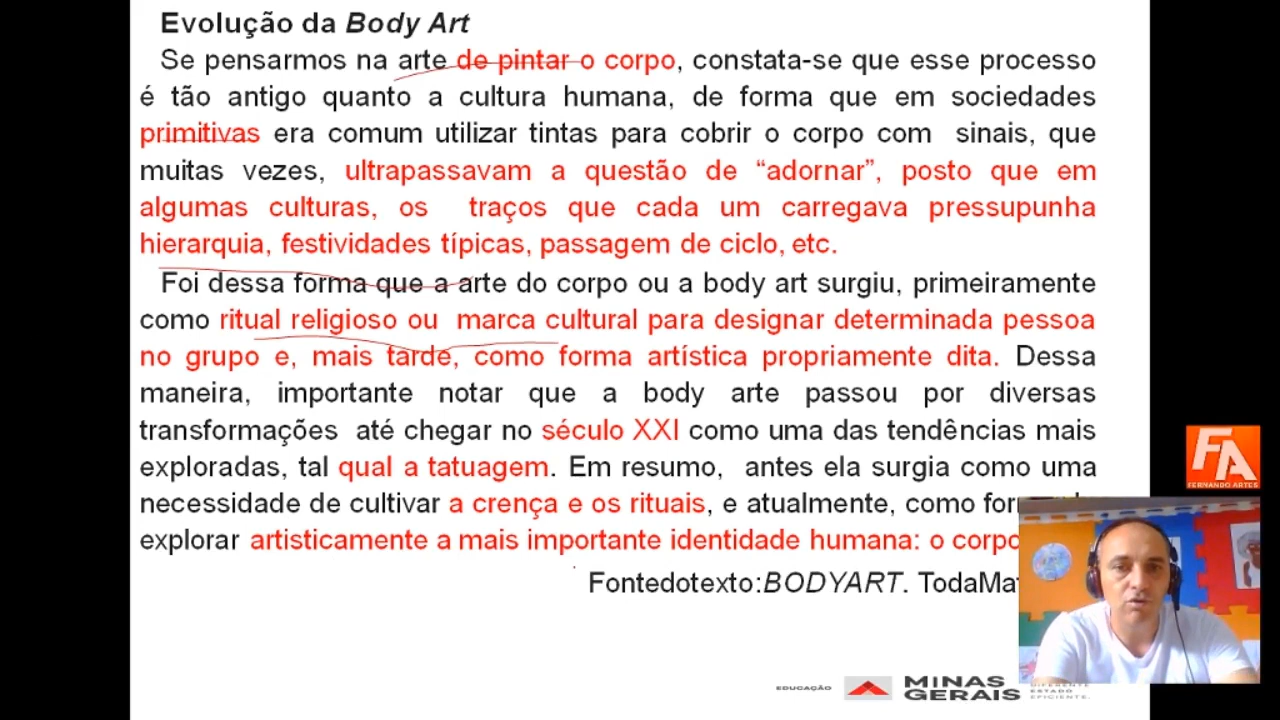 Evolução da Body Art
Se pensarmos na arte de pintar o corpo, constata-se que esse processo
é tão antigo quanto a cultura humana, de forma que em sociedades
primitivas era comum utilizar tintas para cobrir o corpo com sinais, que
muitas vezes, ultrapassavam a questão de “adornar”, posto que em
algumas culturas, os traços que cada um carregava pressupunha
hierarquia, festividades típicas, passagem de ciclo, etc.
Foi dessa forma que a arte do corpo ou a body art surgiu, primeiramente
como ritual religioso ou marca cultural para designar determinada pessoa
no grupo e, mais tarde, como forma artística propriamente dita. Dessa
maneira, importante notar que a body arte passou por diversas
transformações até chegar no século XXI como uma das tendências mais
exploradas, tal qual a tatuagem. Em resumo, antes ela surgia como uma
necessidade de cultivar a crença e os rituais, e atualmente, como
explorar artisticamente a mais importante identidade humana: o corpo
Fontedotexto:BODYART.
FA
FERNANDO ARTES
EDUCAÇÃO
MINAS
GERAIS
DIFERENTE
ESTADO
EFICIENTE.